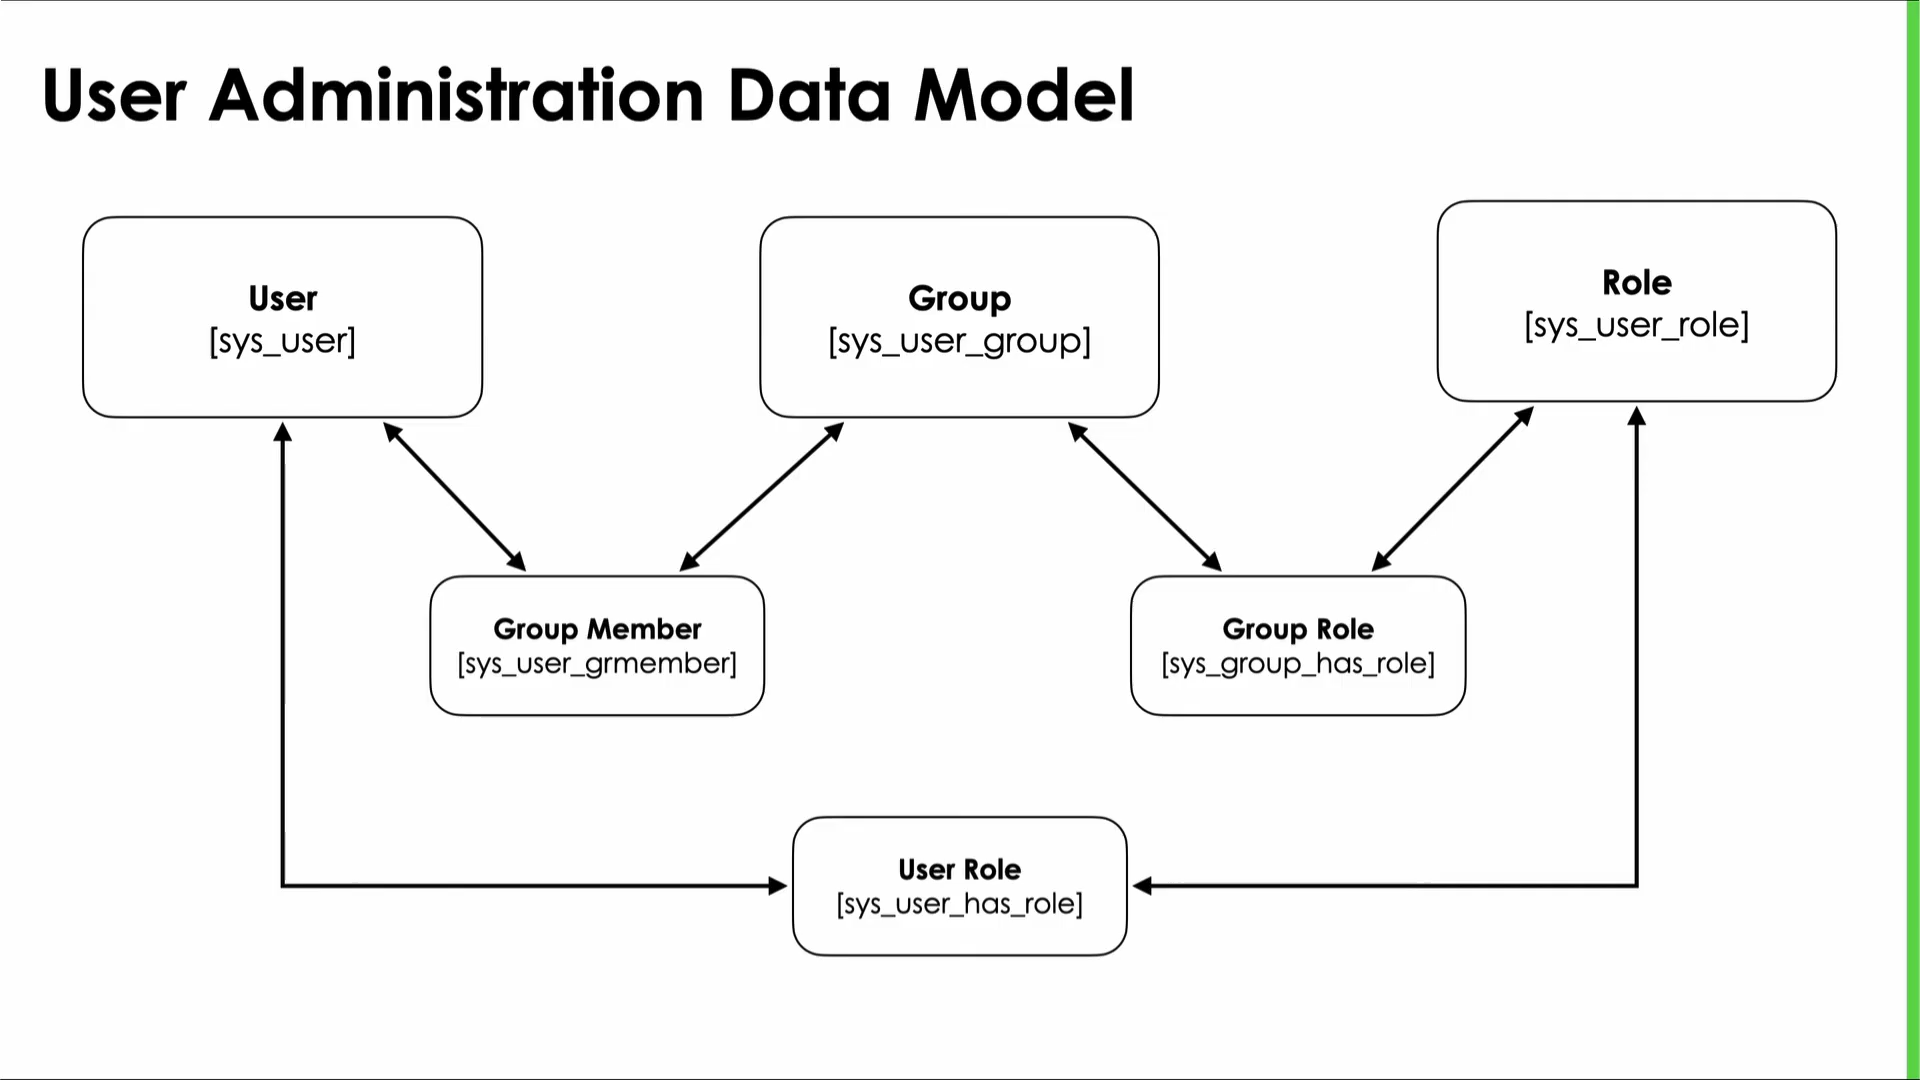 User Administration Data Model
User
[sys_user]
Group
[sys_user_group]
Role
[sys_user_role]
Group Member
[sys_user_grmember]
Group Role
[sys_group_has_role]
User Role
[sys_user_has_role]